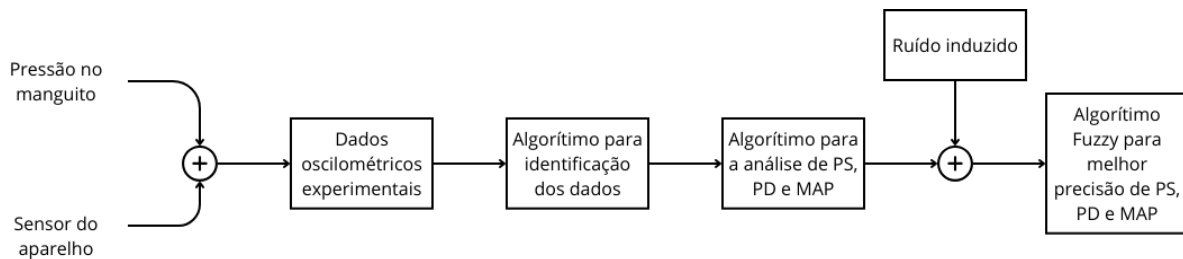 Pressão no
manguito
Sensor do
aparelho
+
Dados
oscilométricos
experimentais
Algorítimo para
identificação
dos dados
Algorítimo para
a análise de PS,
PD e MAP
Ruído induzido
+
Algorítimo
Fuzzy para
melhor
precisão de PS,
PD e MAP